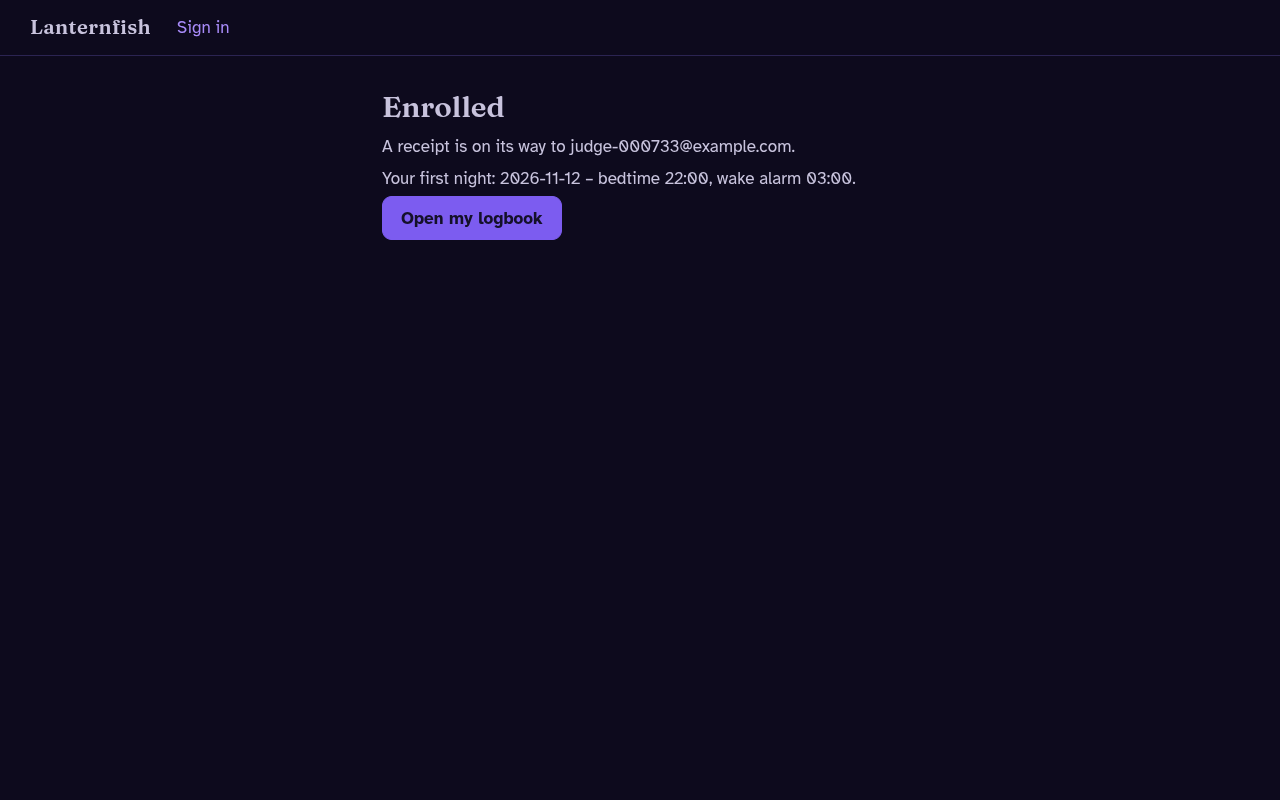 Lanternfish
Sign in
Enrolled
A receipt is on its way to judge-000733@example.com.
Your first night: 2026-11-12 – bedtime 22:00, wake alarm 03:00.
Open my logbook